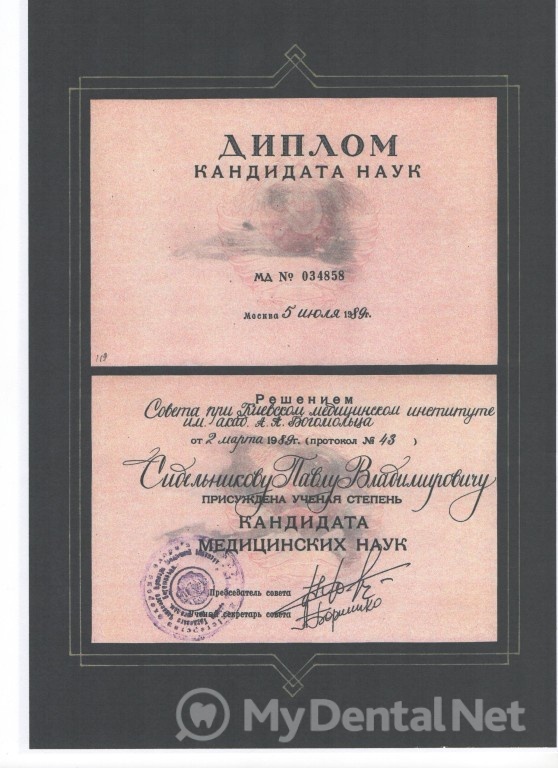 ДИПЛОМ
КАНДИДАТА НАУК
МД № 034858
Москва 5 июля 1989г.
119
Решением
Совета при Киевском медицинском институте
им. акад. А. А. Богомольца
от 2 марта 1989г. (протокол № 43 )
Сидельникову Павлу Владимировичу
ПРИСУЖДЕНА УЧЕНАЯ СТЕПЕНЬ
КАНДИДАТА
МЕДИЦИНСКИХ НАУК
Председатель совета
Ученый секретарь совета
MyDentalNet